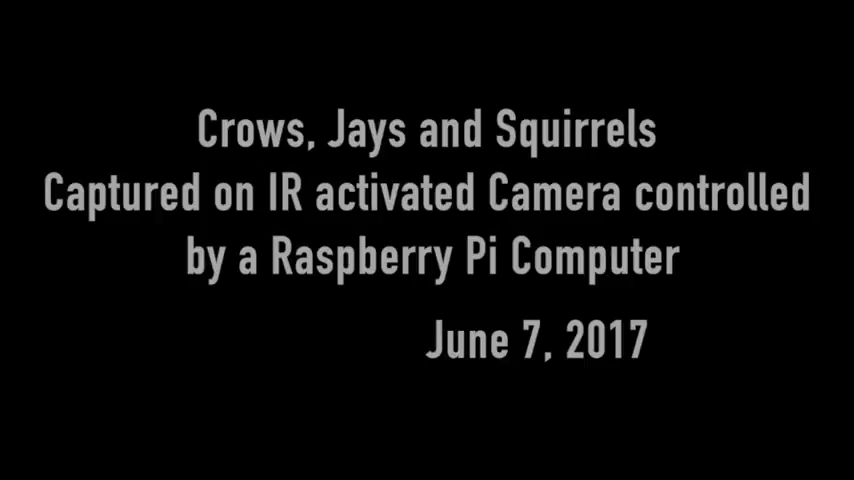 Crows, Jays and Squirrels
Captured on IR activated Camera controlled
by a Raspberry Pi Computer
June 7, 2017